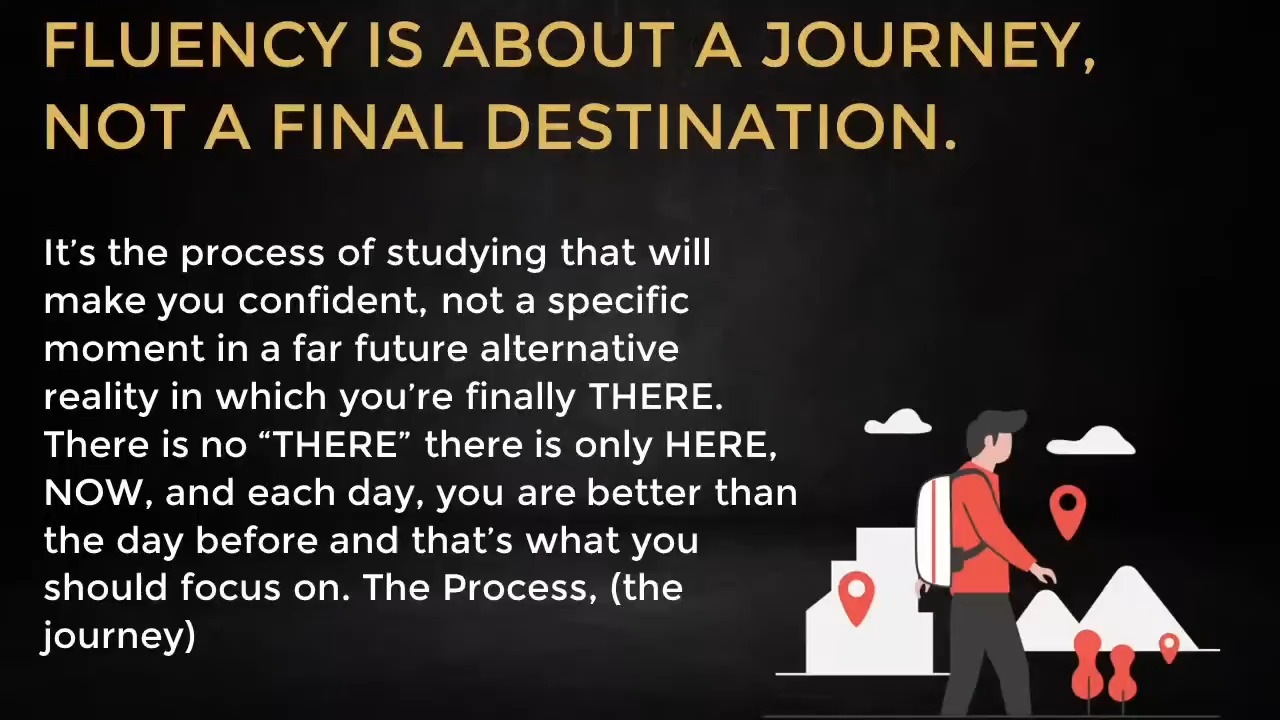 FLUENCY IS ABOUT A JOURNEY,
NOT A FINAL DESTINATION.
It’s the process of studying that will
make you confident, not a specific
moment in a far future alternative
reality in which you’re finally THERE.
There is no “THERE” there is only HERE,
NOW, and each day, you are better than
the day before and that’s what you
should focus on. The Process, (the
journey)